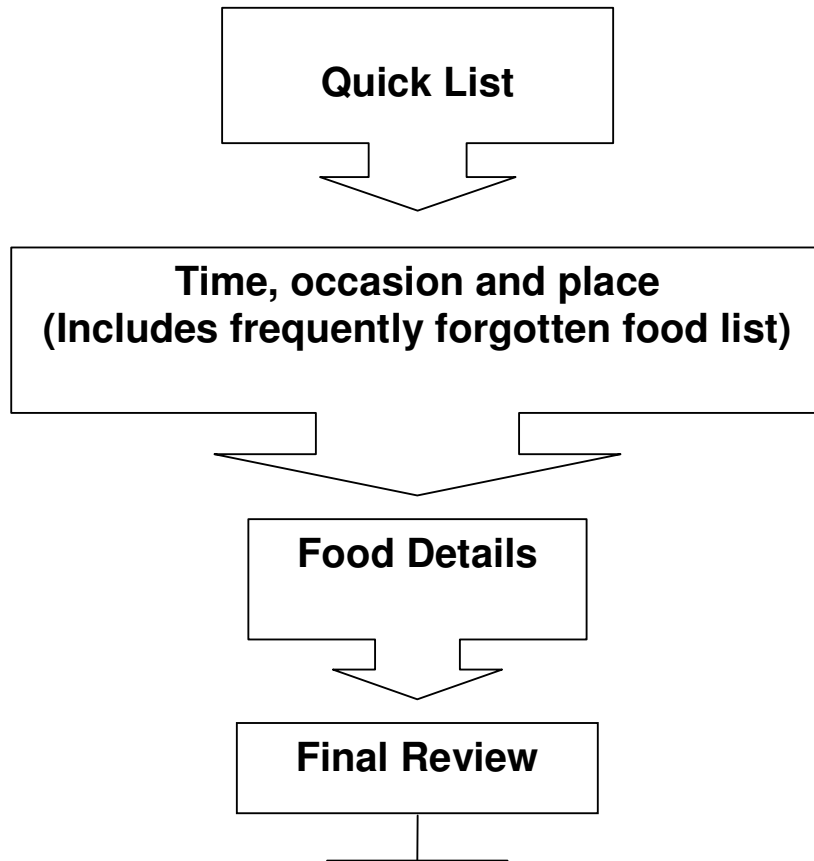 Quick List
Time, occasion and place
(Includes frequently forgotten food list)
Food Details
Final Review